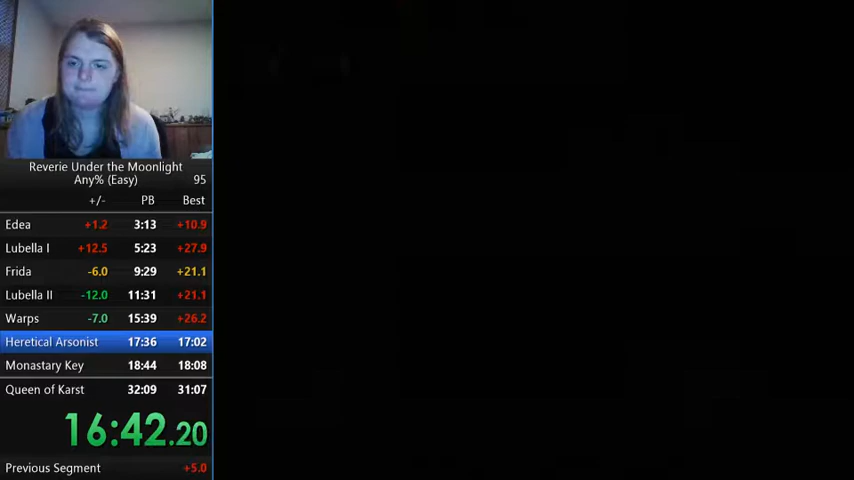 Reverie Under the Moonlight
Any% (Easy) 95
+/- PB Best
Edea +1.2 3:13 +10.9
Lubella I +12.5 5:23 +27.9
Frida -6.0 9:29 +21.1
Lubella II -12.0 11:31 +21.1
Warps -7.0 15:39 +26.2
Heretical Arsonist 17:36 17:02
Monastary Key 18:44 18:08
Queen of Karst 32:09 31:07
16:42.20
Previous Segment +5.0